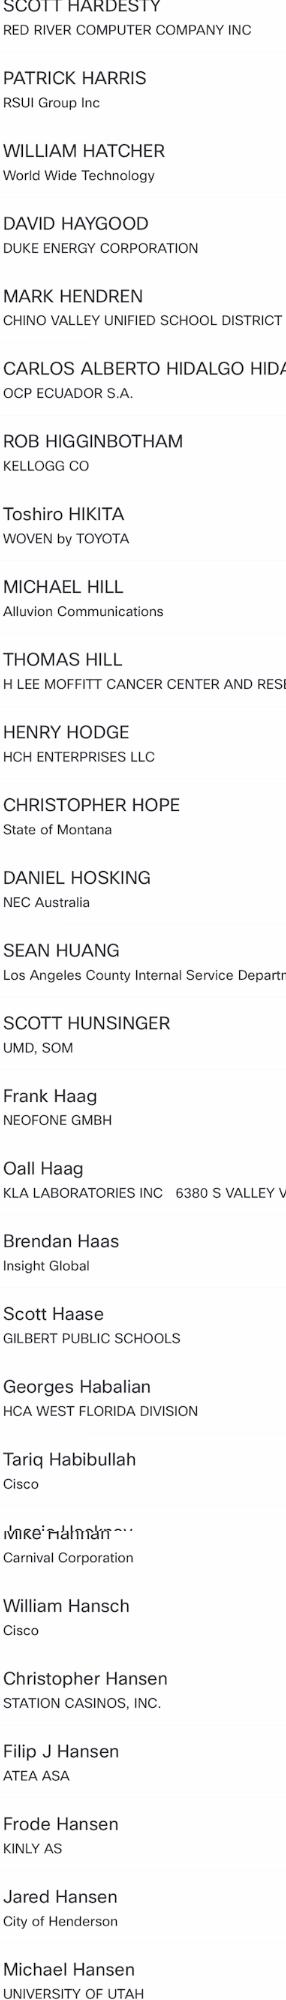 SCOTT HARDESTY
RED RIVER COMPUTER COMPANY INC
PATRICK HARRIS
RSUI Group Inc
WILLIAM HATCHER
World Wide Technology
DAVID HAYGOOD
DUKE ENERGY CORPORATION
MARK HENDREN
CHINO VALLEY UNIFIED SCHOOL DISTRICT
CARLOS ALBERTO HIDALGO HIDA
OCP ECUADOR S.A.
ROB HIGGINBOTHAM
KELLOGG CO
Toshiro HIKITA
WOVEN by TOYOTA
MICHAEL HILL
Alluvion Communications
THOMAS HILL
H LEE MOFFITT CANCER CENTER AND RESE
HENRY HODGE
HCH ENTERPRISES LLC
CHRISTOPHER HOPE
State of Montana
DANIEL HOSKING
NEC Australia
SEAN HUANG
Los Angeles County Internal Service Departm
SCOTT HUNSINGER
UMD, SOM
Frank Haag
NEOFONE GMBH
Oall Haag
KLA LABORATORIES INC 6380 S VALLEY V
Brendan Haas
Insight Global
Scott Haase
GILBERT PUBLIC SCHOOLS
Georges Habalian
HCA WEST FLORIDA DIVISION
Tariq Habibullah
Cisco
Carnival Corporation
William Hansch
Cisco
Christopher Hansen
STATION CASINOS, INC.
Filip J Hansen
ATEA ASA
Frode Hansen
KINLY AS
Jared Hansen
City of Henderson
Michael Hansen
UNIVERSITY OF UTAH